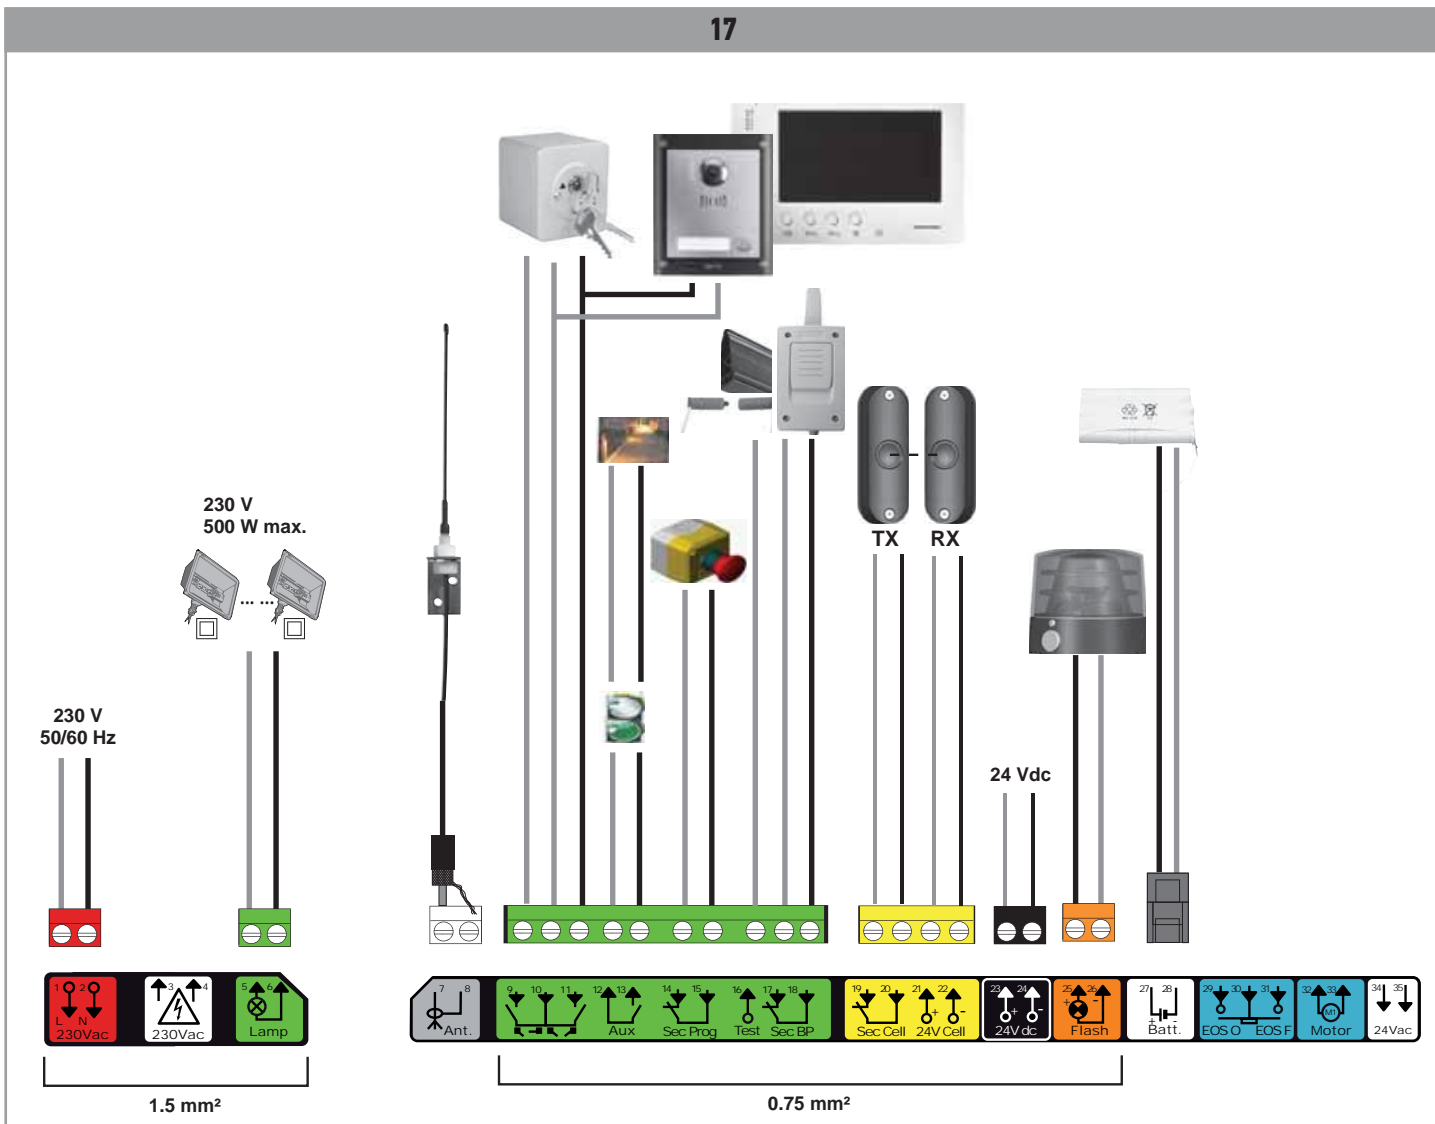 17
230 V
500 W max.
TX RX
230 V
50/60 Hz
24 Vdc
1 2 3 4 5 6
L N
230Vac 230Vac Lamp
7 8 9 10 11 12 13 14 15 16 17 18 19 20 21 22 23 24 25 26 27 28 29 30 31 32 33 34 35
+ - + - + - + - M1
Ant. Aux Sec Prog Test Sec BP Sec Cell 24V Cell 24V dc Flash Batt. EOS O EOS F Motor 24Vac
1.5 mm²
0.75 mm²